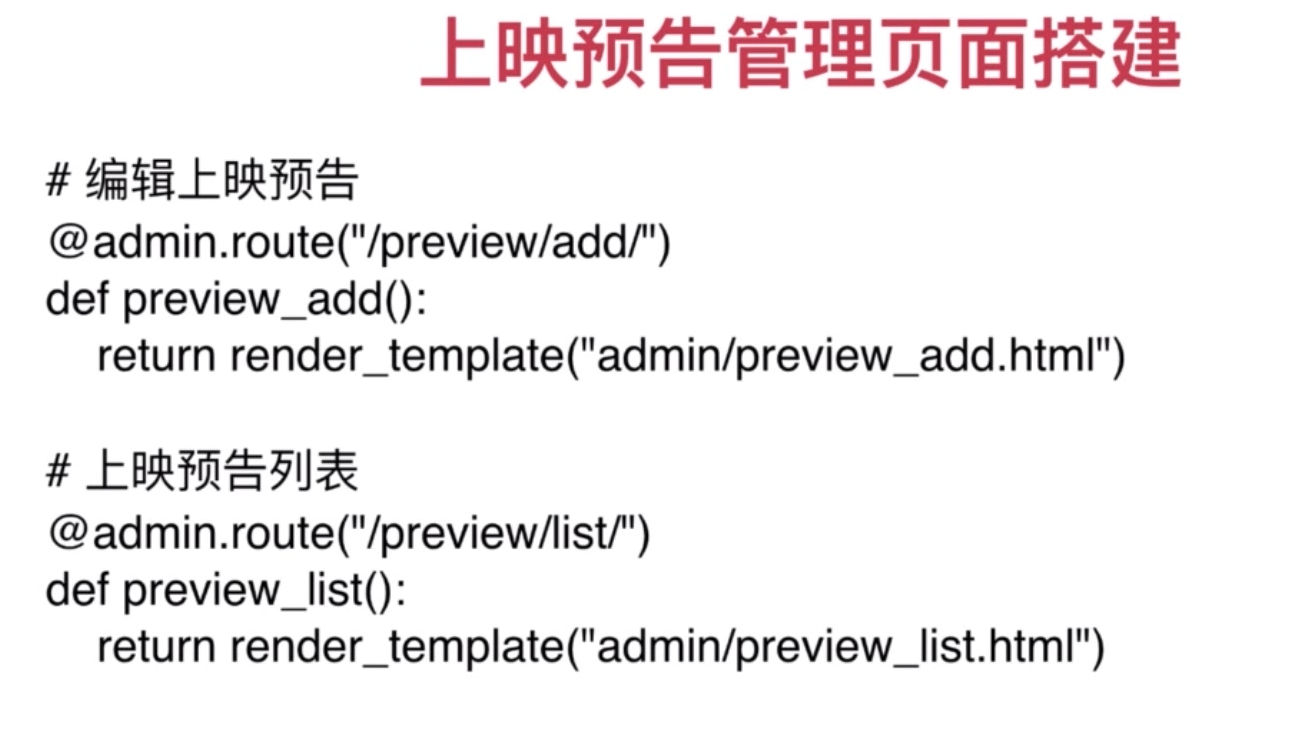 上映预告管理页面搭建
# 编辑上映预告
@admin.route("/preview/add/")
def preview_add():
    return render_template("admin/preview_add.html")
# 上映预告列表
@admin.route("/preview/list/")
def preview_list():
    return render_template("admin/preview_list.html")